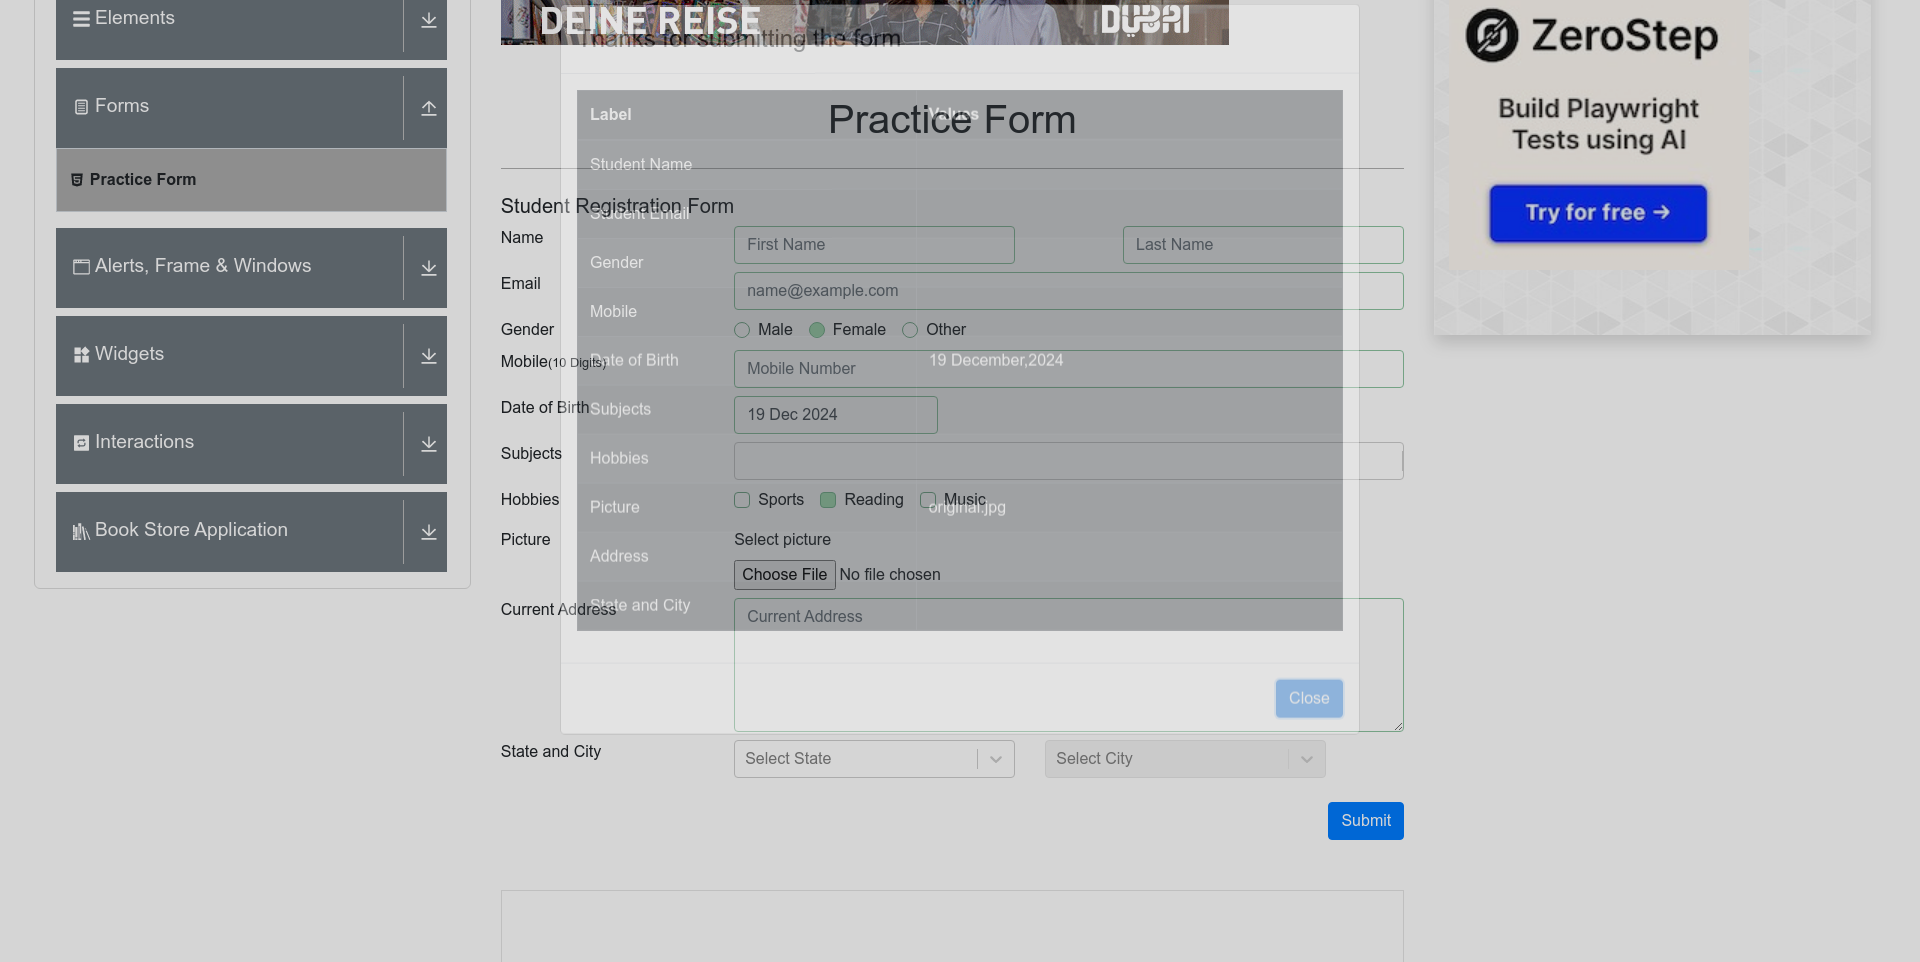 Elements
Forms
Practice Form
Alerts, Frame & Windows
Widgets
Interactions
Book Store Application
DEINE REISE
DUBAI
Thanks for submitting the form
Label Values
Student Name
Student Email
Gender
Mobile
Date of Birth 19 December,2024
Subjects
Hobbies
Picture original.jpg
Address
State and City
Close
Practice Form
Student Registration Form
Name First Name Last Name
Email name@example.com
Gender Male Female Other
Mobile(10 Digits) Mobile Number
Date of Birth 19 Dec 2024
Subjects
Hobbies Sports Reading Music
Picture Select picture
Choose File No file chosen
Current Address Current Address
State and City Select State Select City
Submit
ZeroStep
Build Playwright
Tests using AI
Try for free →